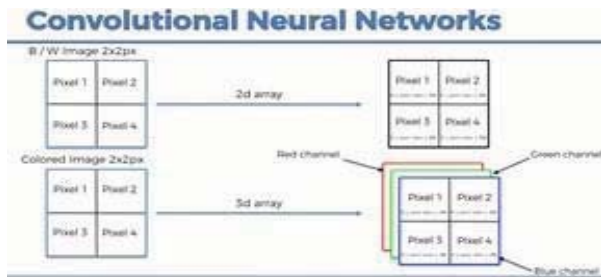 Convolutional Neural Networks
B / W Image 2x2px
Pixel 1 Pixel 2
Pixel 3 Pixel 4
2d array
Pixel 1 Pixel 2
Pixel 3 Pixel 4
Colored Image 2x2px
Pixel 1 Pixel 2
Pixel 3 Pixel 4
3d array
Red channel
Green channel
Pixel 1 Pixel 2
Pixel 3 Pixel 4
Blue channel